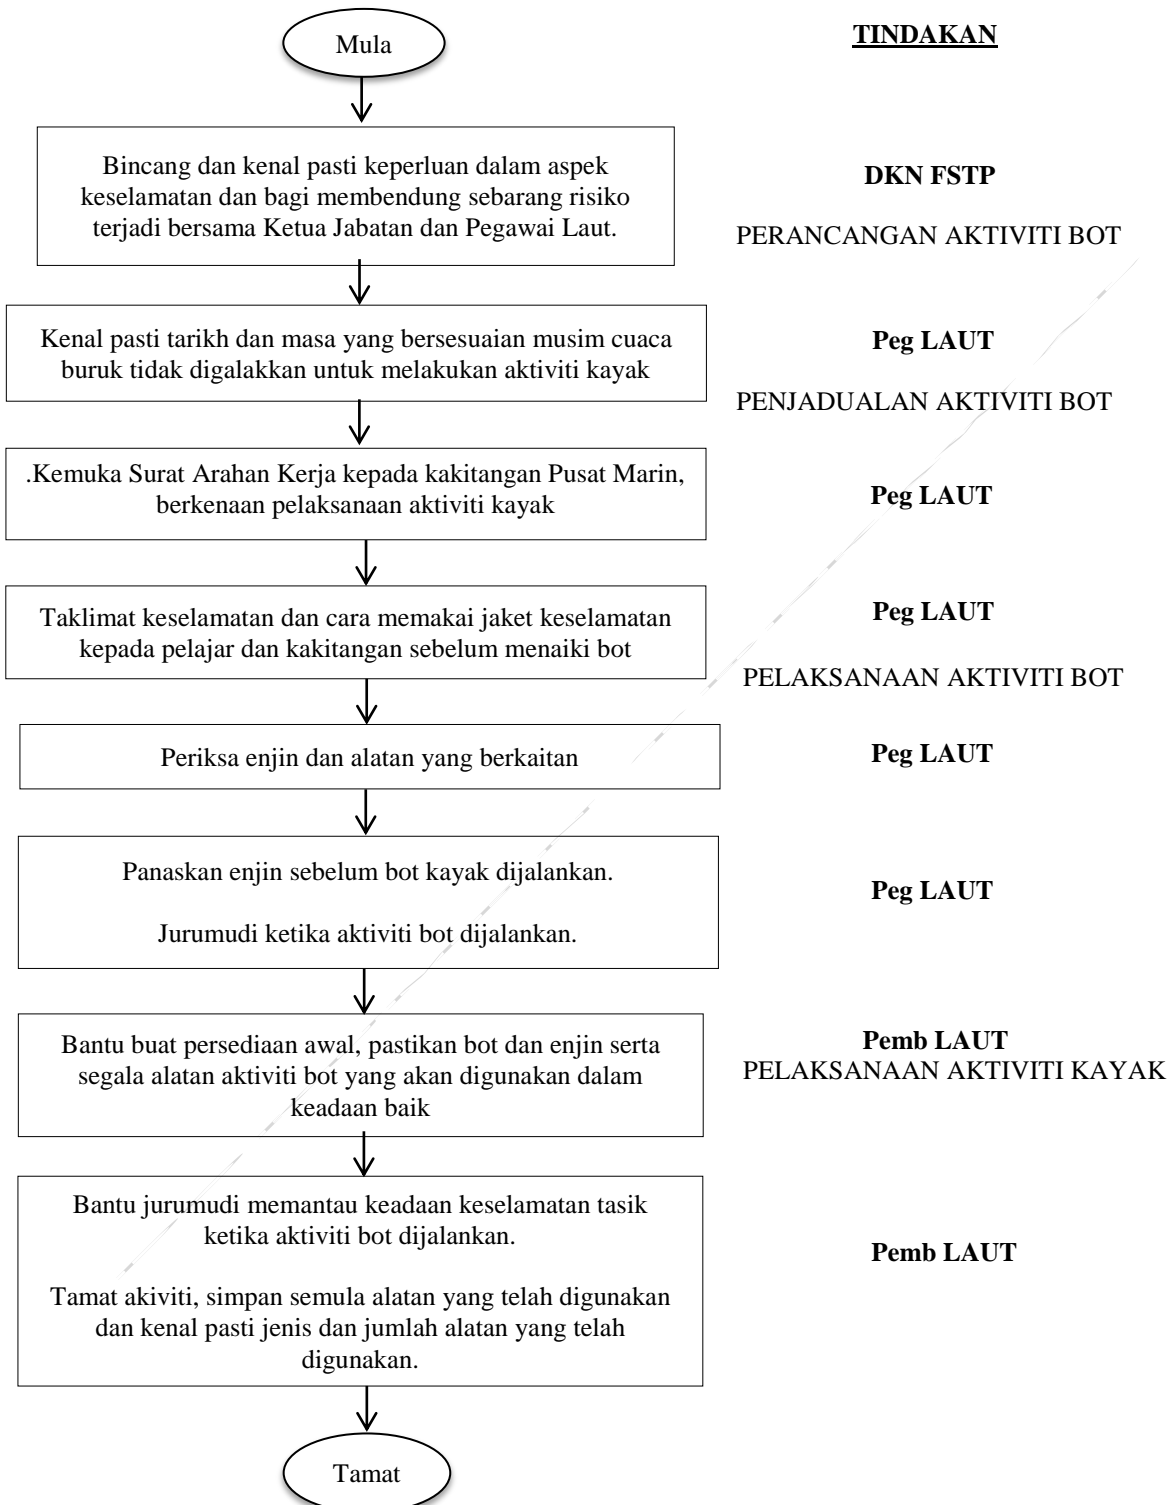 Mula
TINDAKAN
Bincang dan kenal pasti keperluan dalam aspek
keselamatan dan bagi membendung sebarang risiko
terjadi bersama Ketua Jabatan dan Pegawai Laut.
DKN FSTP
PERANCANGAN AKTIVITI BOT
Kenal pasti tarikh dan masa yang bersesuaian musim cuaca
buruk tidak digalakkan untuk melakukan aktiviti kayak
Peg LAUT
PENJADUALAN AKTIVITI BOT
.Kemuka Surat Arahan Kerja kepada kakitangan Pusat Marin,
berkenaan pelaksanaan aktiviti kayak
Peg LAUT
Taklimat keselamatan dan cara memakai jaket keselamatan
kepada pelajar dan kakitangan sebelum menaiki bot
Peg LAUT
PELAKSANAAN AKTIVITI BOT
Periksa enjin dan alatan yang berkaitan
Peg LAUT
Panaskan enjin sebelum bot kayak dijalankan.
Jurumudi ketika aktiviti bot dijalankan.
Peg LAUT
Bantu buat persediaan awal, pastikan bot dan enjin serta
segala alatan aktiviti bot yang akan digunakan dalam
keadaan baik
Pemb LAUT
PELAKSANAAN AKTIVITI KAYAK
Bantu jurumudi memantau keadaan keselamatan tasik
ketika aktiviti bot dijalankan.
Tamat akiviti, simpan semula alatan yang telah digunakan
dan kenal pasti jenis dan jumlah alatan yang telah
digunakan.
Pemb LAUT
Tamat